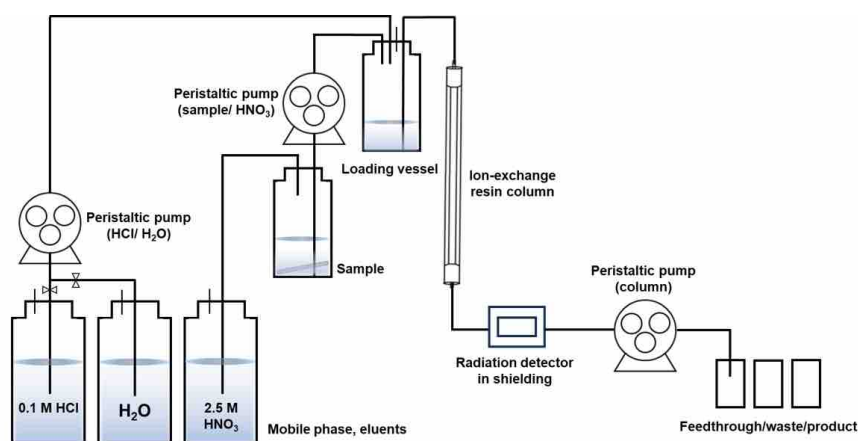 Peristaltic pump
(sample/ HNO₃)
Loading vessel
Ion-exchange
resin column
Peristaltic pump
(HCl/ H₂O)
Sample
Peristaltic pump
(column)
Radiation detector
in shielding
0.1 M HCl
H₂O
2.5 M
HNO₃
Mobile phase, eluents
Feedthrough/waste/product